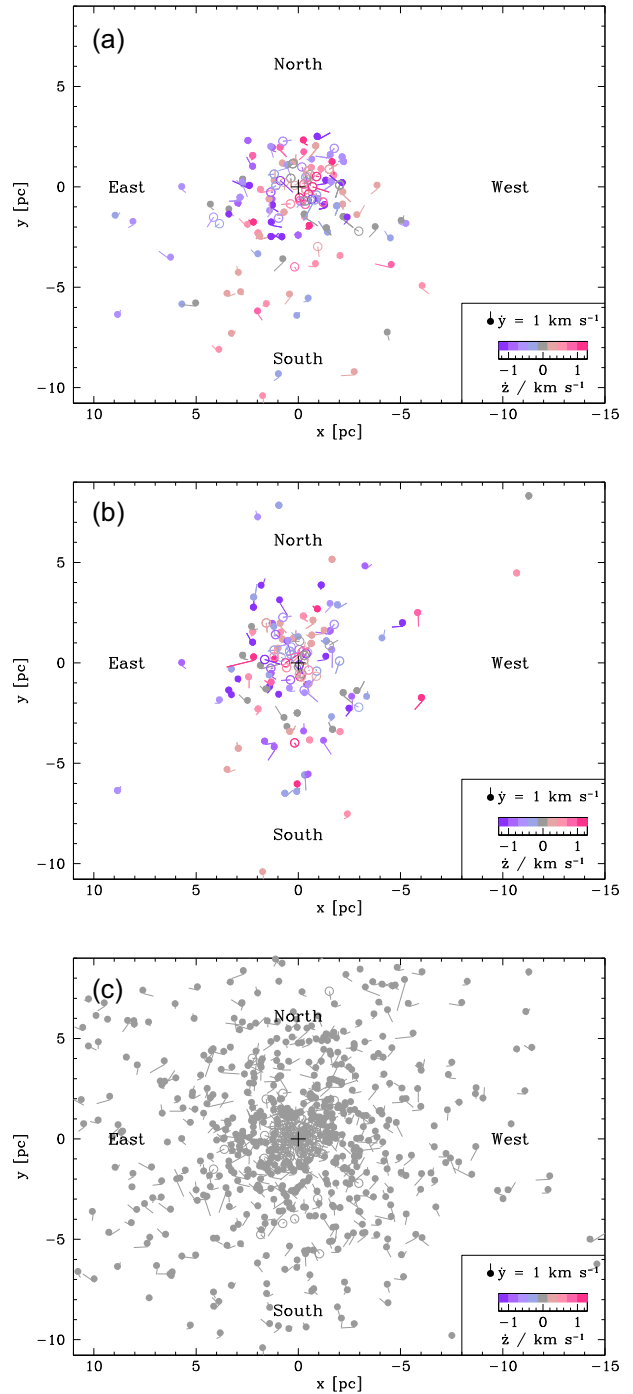 (a)
North
5
y [pc]
0
East
West
−5
ẏ = 1 km s⁻¹
−1 0 1
South
ż / km s⁻¹
−10
10 5 0 −5 −10 −15
x [pc]
(b)
5
North
y [pc]
0
East
West
−5
ẏ = 1 km s⁻¹
South
−1 0 1
ż / km s⁻¹
−10
10 5 0 −5 −10 −15
x [pc]
(c)
5
North
y [pc]
0
East
West
−5
ẏ = 1 km s⁻¹
South
−1 0 1
ż / km s⁻¹
−10
10 5 0 −5 −10 −15
x [pc]